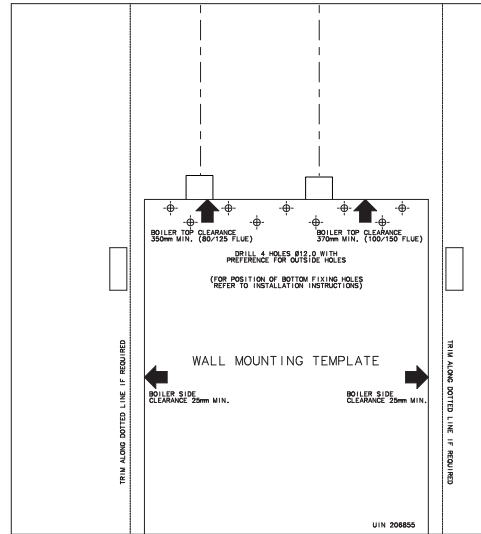 BOILER TOP CLEARANCE
350mm MIN. (80/125 FLUE)
BOILER TOP CLEARANCE
370mm MIN. (100/150 FLUE)
DRILL 4 HOLES Ø12.0 WITH
PREFERENCE FOR OUTSIDE HOLES
(FOR POSITION OF BOTTOM FIXING HOLES
REFER TO INSTALLATION INSTRUCTIONS)
WALL MOUNTING TEMPLATE
BOILER SIDE
CLEARANCE 25mm MIN.
BOILER SIDE
CLEARANCE 25mm MIN.
TRIM ALONG DOTTED LINE IF REQUIRED
TRIM ALONG DOTTED LINE IF REQUIRED
UIN 206855